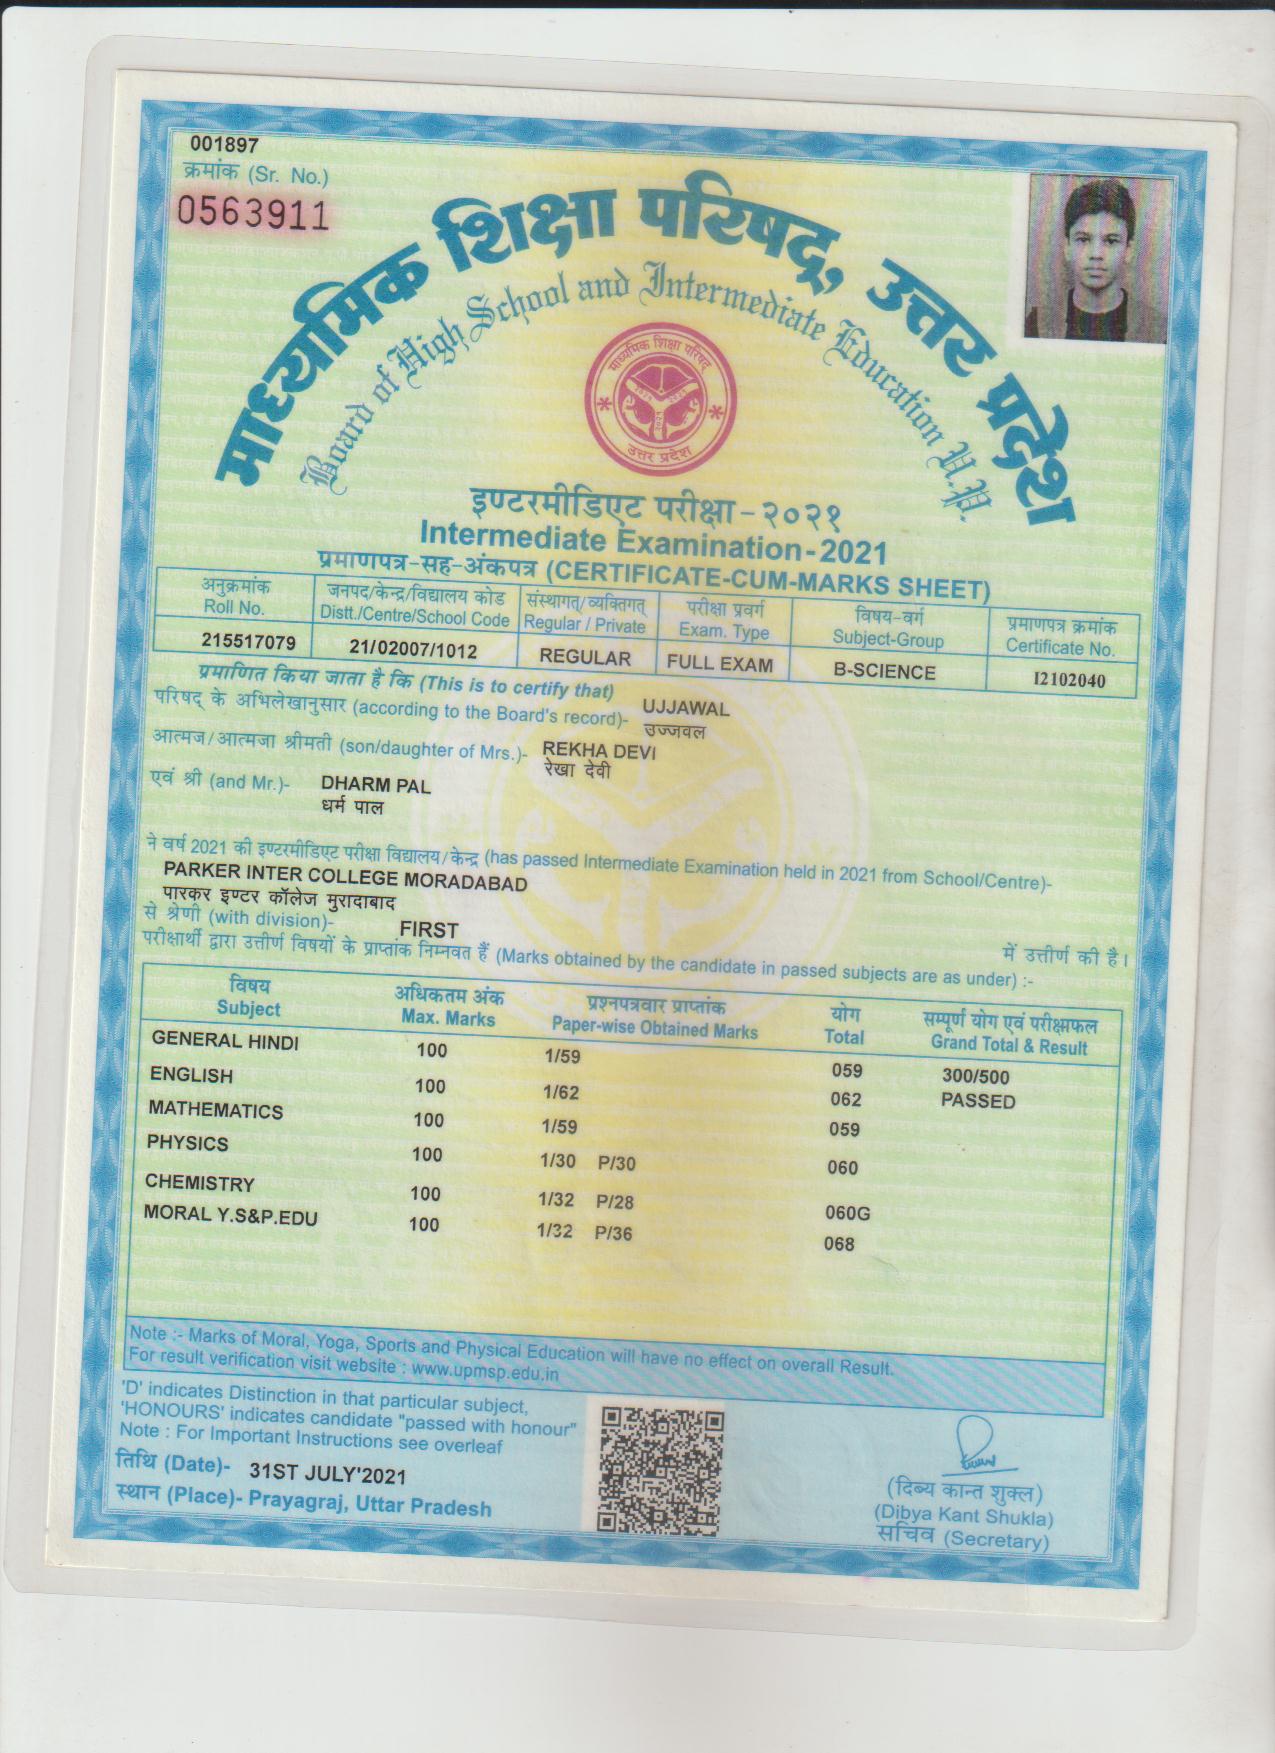 001897
क्रमांक (Sr. No.)
0563911
माध्यमिक शिक्षा परिषद्, उत्तर प्रदेश
Board of High School and Intermediate Education U.P.
माध्यमिक शिक्षा परिषद्
उत्तर प्रदेश
इण्टरमीडिएट परीक्षा-२०२१
Intermediate Examination-2021
प्रमाणपत्र-सह-अंकपत्र (CERTIFICATE-CUM-MARKS SHEET)
अनुक्रमांक जनपद/केन्द्र/विद्यालय कोड संस्थागत/व्यक्तिगत् परीक्षा प्रवर्ग विषय-वर्ग प्रमाणपत्र क्रमांक
Roll No. Distt./Centre/School Code Regular / Private Exam. Type Subject-Group Certificate No.
215517079 21/02007/1012 REGULAR FULL EXAM B-SCIENCE I2102040
प्रमाणित किया जाता है कि (This is to certify that)
परिषद् के अभिलेखानुसार (according to the Board's record)- UJJAWAL
उज्जवल
आत्मज/आत्मजा श्रीमती (son/daughter of Mrs.)- REKHA DEVI
रेखा देवी
एवं श्री (and Mr.)- DHARM PAL
धर्म पाल
ने वर्ष 2021 की इण्टरमीडिएट परीक्षा विद्यालय/केन्द्र (has passed Intermediate Examination held in 2021 from School/Centre)-
PARKER INTER COLLEGE MORADABAD
पारकर इण्टर कॉलेज मुरादाबाद
से श्रेणी (with division)- FIRST में उत्तीर्ण की है।
परीक्षार्थी द्वारा उत्तीर्ण विषयों के प्राप्तांक निम्नवत हैं (Marks obtained by the candidate in passed subjects are as under) :-
विषय अधिकतम अंक प्रश्नपत्रवार प्राप्तांक योग सम्पूर्ण योग एवं परीक्षाफल
Subject Max. Marks Paper-wise Obtained Marks Total Grand Total & Result
GENERAL HINDI 100 1/59 059 300/500
ENGLISH 100 1/62 062 PASSED
MATHEMATICS 100 1/59 059
PHYSICS 100 1/30 P/30 060
CHEMISTRY 100 1/32 P/28 060G
MORAL Y.S&P.EDU 100 1/32 P/36 068
Note :- Marks of Moral, Yoga, Sports and Physical Education will have no effect on overall Result.
For result verification visit website : www.upmsp.edu.in
'D' indicates Distinction in that particular subject,
'HONOURS' indicates candidate "passed with honour"
Note : For Important Instructions see overleaf
तिथि (Date)- 31ST JULY'2021
स्थान (Place)- Prayagraj, Uttar Pradesh
(दिब्य कान्त शुक्ल)
(Dibya Kant Shukla)
सचिव (Secretary)